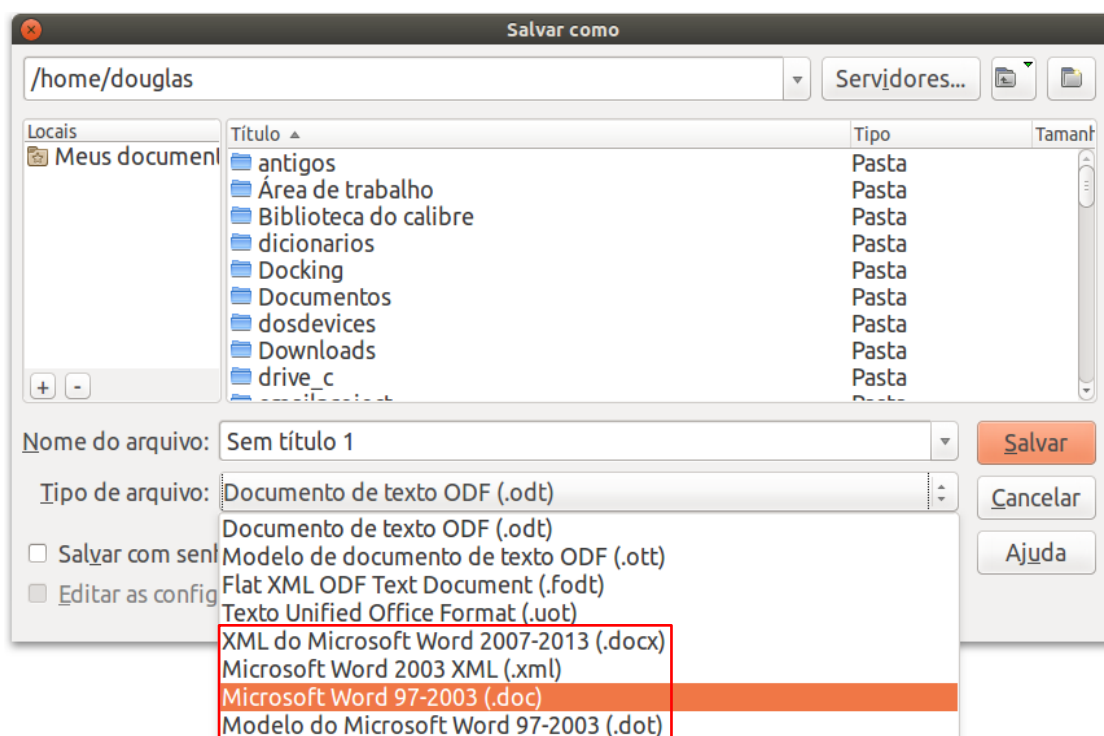 Salvar como
/home/douglas
Servidores...
Locais
Título
Tipo
Tamanh
Meus document
antigos
Pasta
Área de trabalho
Pasta
Biblioteca do calibre
Pasta
dicionarios
Pasta
Docking
Pasta
Documentos
Pasta
dosdevices
Pasta
Downloads
Pasta
drive_c
Pasta
+ -
Nome do arquivo:
Sem título 1
Salvar
Tipo de arquivo:
Documento de texto ODF (.odt)
Cancelar
Documento de texto ODF (.odt)
Salvar com senh
Modelo de documento de texto ODF (.ott)
Ajuda
Flat XML ODF Text Document (.fodt)
Editar as config
Texto Unified Office Format (.uot)
XML do Microsoft Word 2007-2013 (.docx)
Microsoft Word 2003 XML (.xml)
Microsoft Word 97-2003 (.doc)
Modelo do Microsoft Word 97-2003 (.dot)